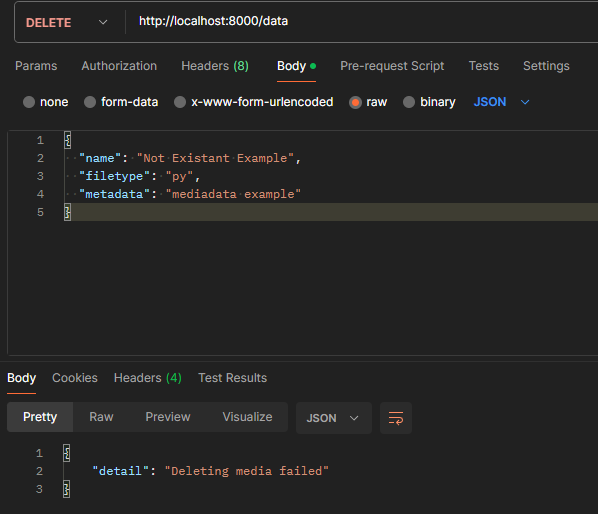 DELETE http://localhost:8000/data
Params Authorization Headers (8) Body Pre-request Script Tests Settings
none form-data x-www-form-urlencoded raw binary JSON
1 {
2 "name": "Not Existant Example",
3 "filetype": "py",
4 "metadata": "mediadata example"
5 }
Body Cookies Headers (4) Test Results
Pretty Raw Preview Visualize JSON
1 {
2 "detail": "Deleting media failed"
3 }